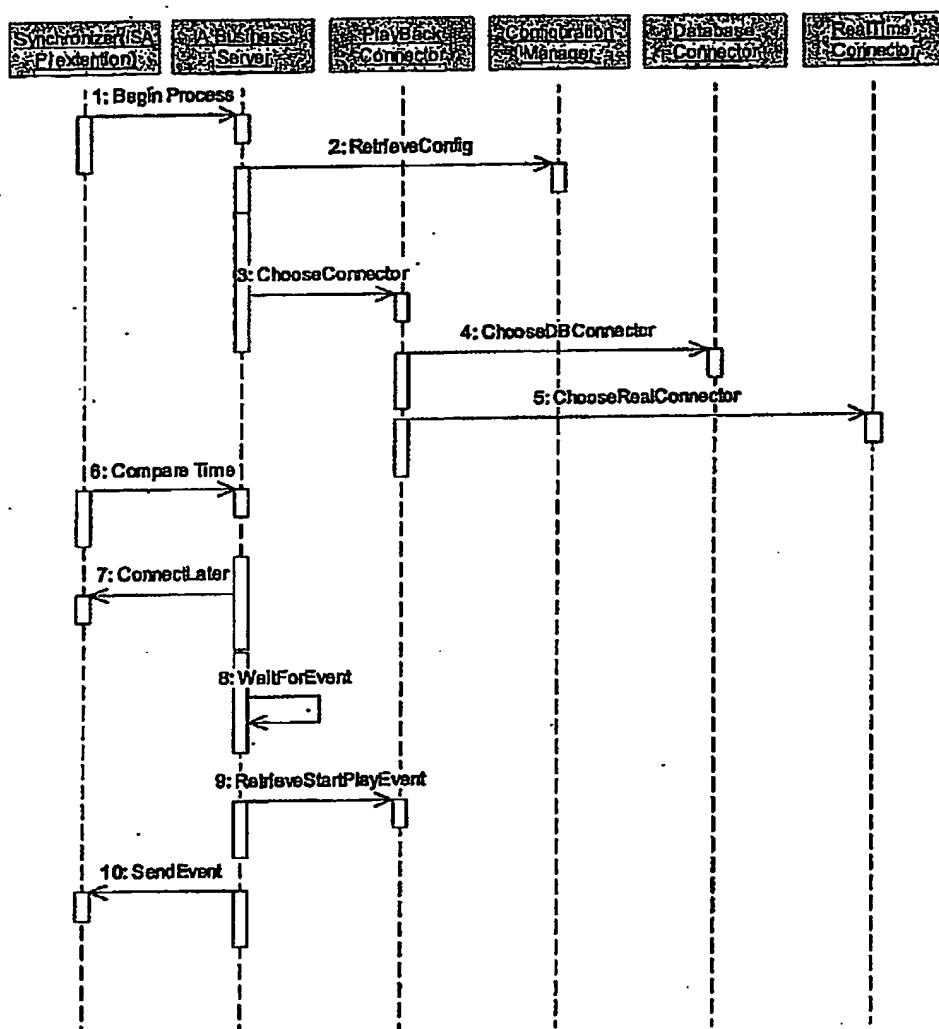 Synchronizer(ISA
P(extention)
IA Business
Server
PlayBack
Connector
Configuration
Manager
Database
Connector
RealTime
Connector
1: Begin Process
2: RetrieveConfig
3: ChooseConnector
4: ChooseDBConnector
5: ChooseRealConnector
6: Compare Time
7: ConnectLater
8: WaitForEvent
9: RetrieveStartPlayEvent
10: SendEvent